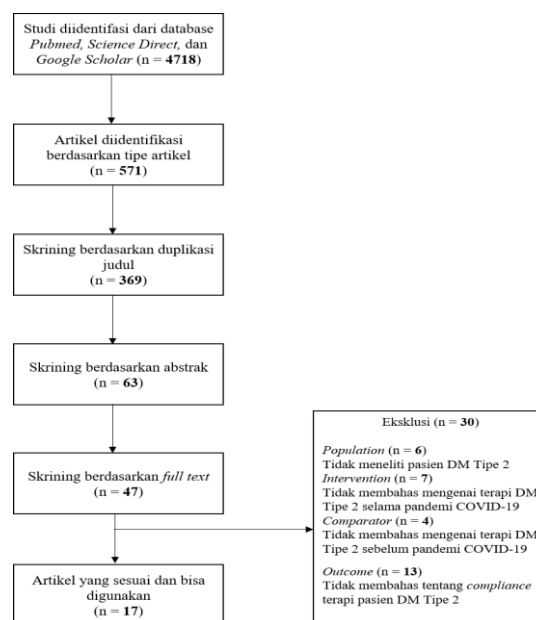 Studi diidentifasi dari database
Pubmed, Science Direct, dan
Google Scholar (n = 4718)
Artikel diidentifikasi
berdasarkan tipe artikel
(n = 571)
Skrining berdasarkan duplikasi
judul
(n = 369)
Skrining berdasarkan abstrak
(n = 63)
Skrining berdasarkan full text
(n = 47)
Eksklusi (n = 30)
Population (n = 6)
Tidak meneliti pasien DM Tipe 2
Intervention (n = 7)
Tidak membahas mengenai terapi DM
Tipe 2 selama pandemi COVID-19
Comparator (n = 4)
Tidak membahas mengenai terapi DM
Tipe 2 sebelum pandemi COVID-19
Outcome (n = 13)
Tidak membahas tentang compliance
terapi pasien DM Tipe 2
Artikel yang sesuai dan bisa
digunakan
(n = 17)